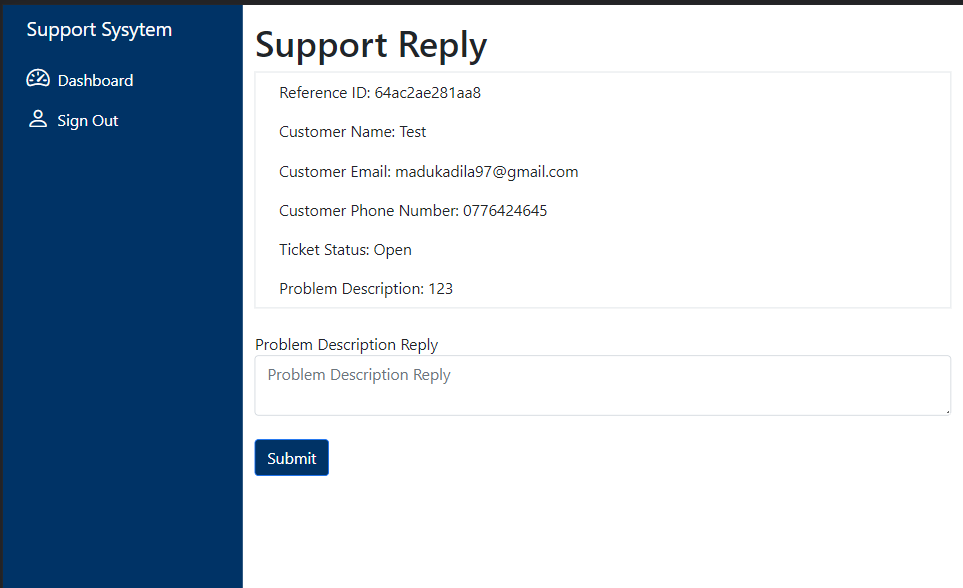 Support Sysytem
Dashboard
Sign Out
Support Reply
Reference ID: 64ac2ae281aa8
Customer Name: Test
Customer Email: madukadila97@gmail.com
Customer Phone Number: 0776424645
Ticket Status: Open
Problem Description: 123
Problem Description Reply
Problem Description Reply
Submit